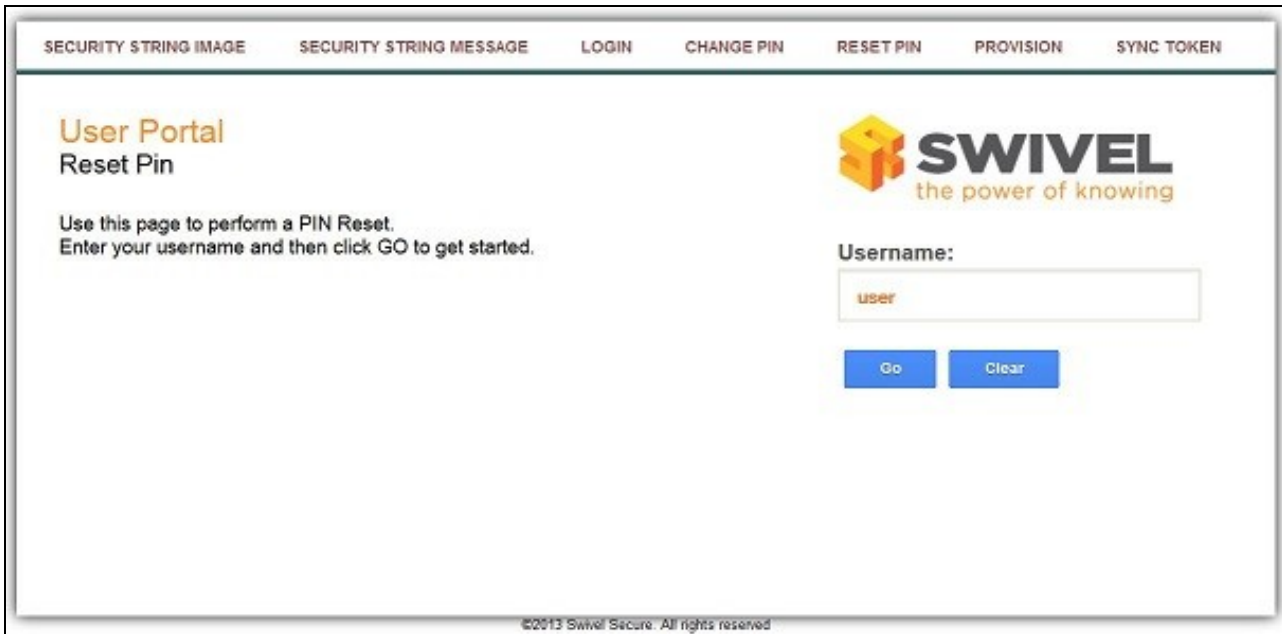 SECURITY STRING IMAGE SECURITY STRING MESSAGE LOGIN CHANGE PIN RESET PIN PROVISION SYNC TOKEN
User Portal
Reset Pin
Use this page to perform a PIN Reset.
Enter your username and then click GO to get started.
SWIVEL
the power of knowing
Username:
user
Go Clear
©2013 Swivel Secure. All rights reserved